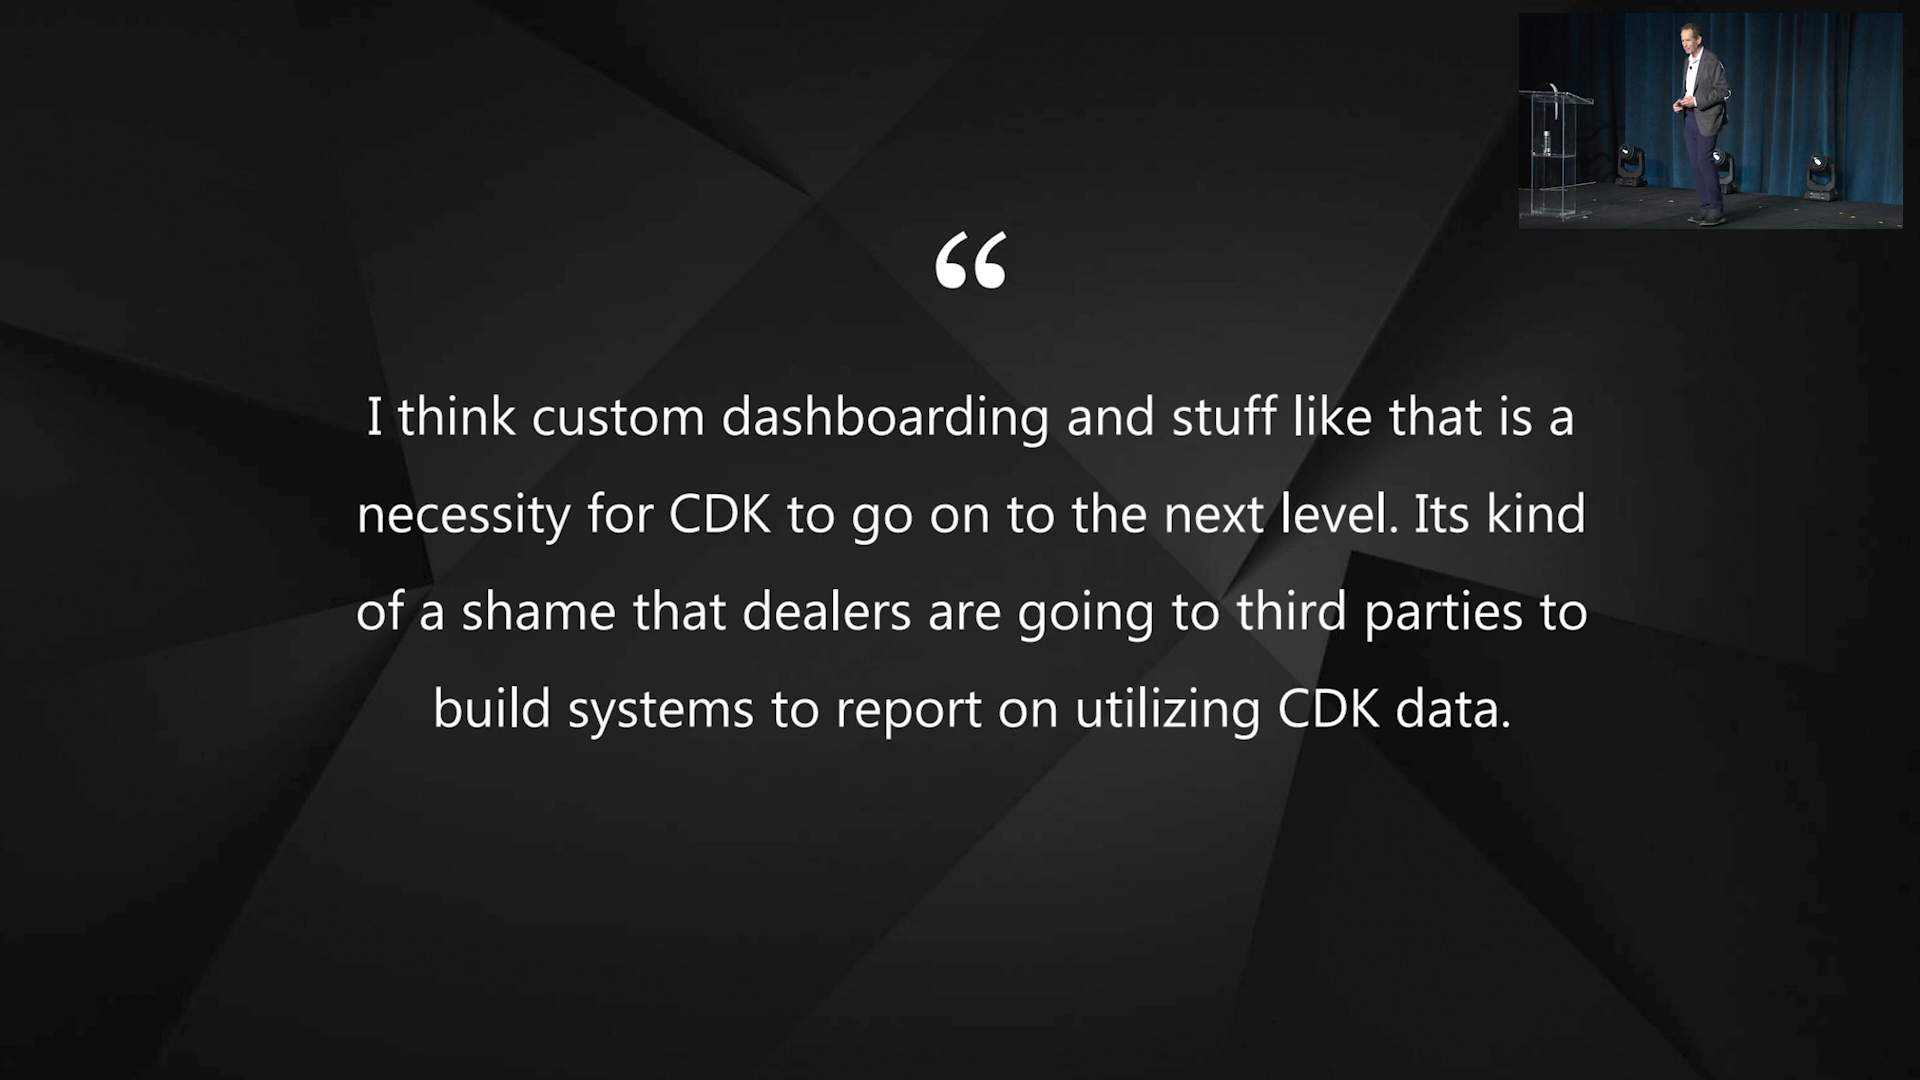 “
I think custom dashboarding and stuff like that is a
necessity for CDK to go on to the next level. Its kind
of a shame that dealers are going to third parties to
build systems to report on utilizing CDK data.